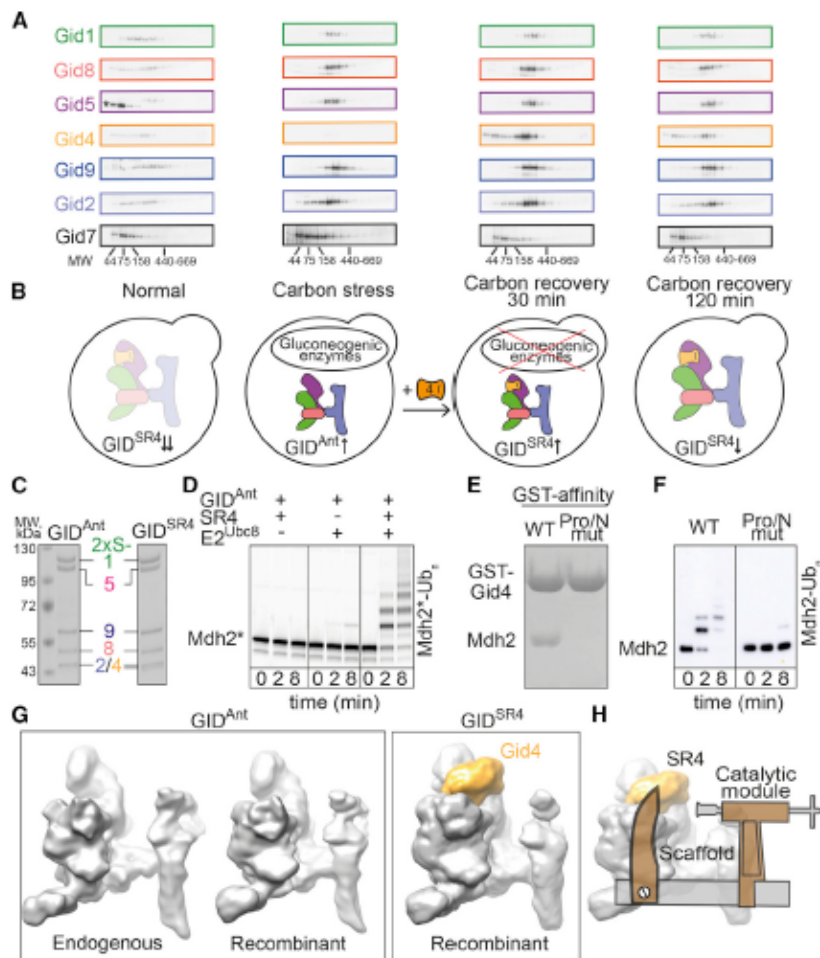 A
Gid1
Gid8
Gid5
Gid4
Gid9
Gid2
Gid7
MW
44 75 158 440-669
44 75 158 440-669
44 75 158 440-669
44 75 158 440-669
B
Normal
Carbon stress
Carbon recovery
30 min
Carbon recovery
120 min
Gluconeogenic
enzymes
Gluconeogenic
enzymes
+ 4
GID^SR4 ↓↓
GID^Ant ↑
GID^SR4 ↑
GID^SR4 ↓
C
MW,
kDa
GID^Ant
GID^SR4
130
95
72
55
43
2xS-
1
5
9
8
2/4
D
GID^Ant + + +
SR4 + - +
E2^Ubc8 - + +
Mdh2*
Mdh2*-Ub_n
0 2 8 0 2 8 0 2 8
time (min)
E
GST-affinity
WT Pro/N
mut
GST-
Gid4
Mdh2
F
WT
Pro/N
mut
Mdh2
Mdh2-Ub_n
0 2 8 0 2 8
time (min)
G
GID^Ant
GID^SR4
Gid4
Endogenous
Recombinant
Recombinant
H
SR4
Catalytic
module
Scaffold